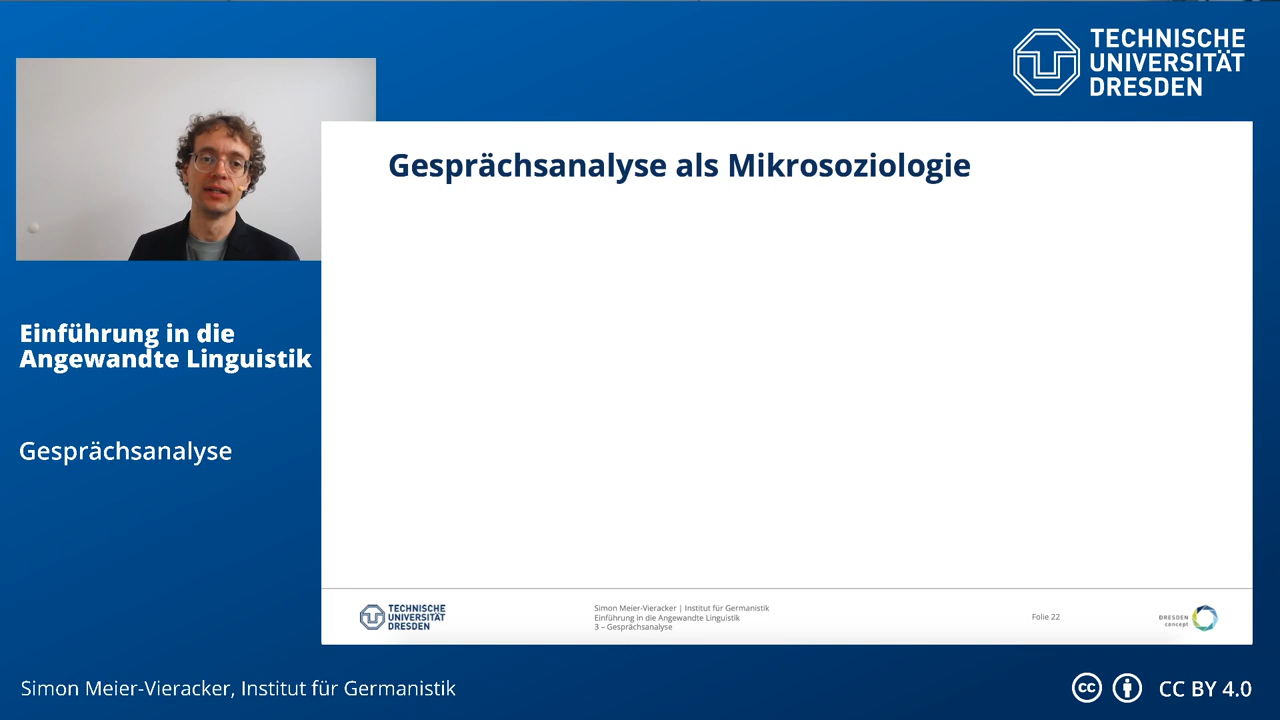 TECHNISCHE
UNIVERSITÄT
DRESDEN
Gesprächsanalyse als Mikrosoziologie
Einführung in die
Angewandte Linguistik
Gesprächsanalyse
TECHNISCHE
UNIVERSITÄT
DRESDEN
Simon Meier-Vieracker | Institut für Germanistik
Einführung in die Angewandte Linguistik
3 – Gesprächsanalyse
Folie 22
DRESDEN
concept
Simon Meier-Vieracker, Institut für Germanistik
cc
CC BY 4.0